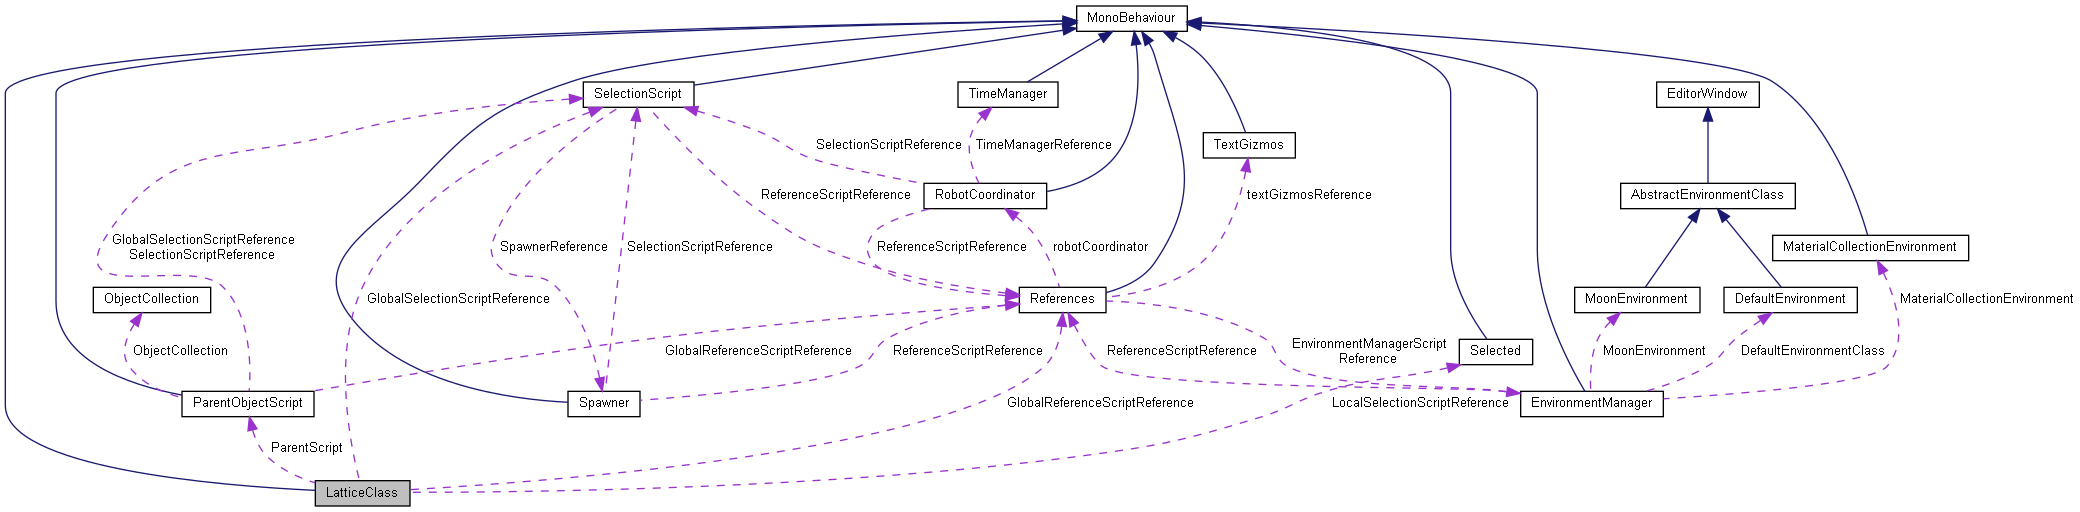 MonoBehaviour
SelectionScript
TimeManager
EditorWindow
SelectionScriptReference
TimeManagerReference
TextGizmos
ReferenceScriptReference
RobotCoordinator
textGizmosReference
AbstractEnvironmentClass
GlobalSelectionScriptReference
SelectionScriptReference
SpawnerReference
SelectionScriptReference
ReferenceScriptReference
robotCoordinator
MaterialCollectionEnvironment
ObjectCollection
GlobalSelectionScriptReference
References
MoonEnvironment
DefaultEnvironment
MaterialCollectionEnvironment
ObjectCollection
GlobalReferenceScriptReference
ReferenceScriptReference
ReferenceScriptReference
EnvironmentManagerScript
Reference
Selected
MoonEnvironment
DefaultEnvironmentClass
ParentObjectScript
Spawner
GlobalReferenceScriptReference
LocalSelectionScriptReference
EnvironmentManager
ParentScript
LatticeClass